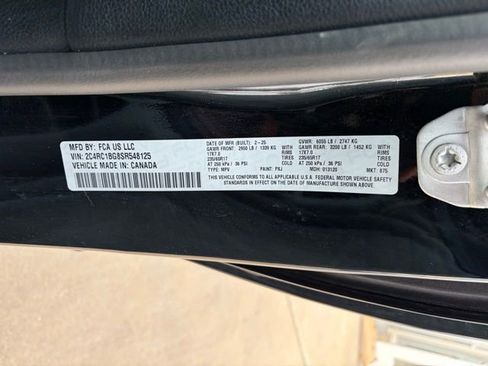 MFD BY: FCA US LLC
VIN: 2C4RC1BG8SR548125
VEHICLE MADE IN: CANADA
DATE OF MFR (BUILT): 2-25
GAWR FRONT: 2950 LB / 1339 KG WITH
17X7.0 RIMS
235/65R17 TIRES
AT 250 kPa / 36 PSI COLD
TYPE: MPV PAINT: PXJ
GVWR: 6050 LB / 2747 KG
GAWR REAR: 3200 LB / 1452 KG WITH
17X7.0 RIMS
235/65R17 TIRES
AT 250 kPa / 36 PSI COLD
MDH: 013120 MKT: 875
THIS VEHICLE CONFORMS TO ALL APPLICABLE U.S.A. FEDERAL MOTOR VEHICLE SAFETY
STANDARDS IN EFFECT ON THE DATE OF MANUFACTURE SHOWN ABOVE.